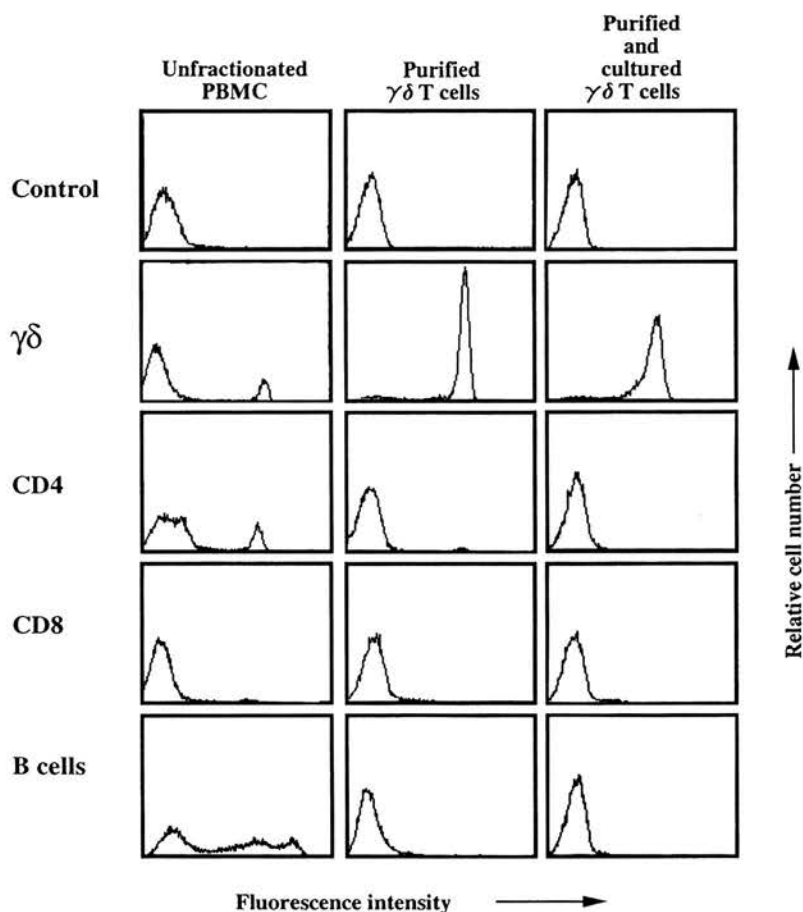 Unfractionated
PBMC
Purified
γδ T cells
Purified
and
cultured
γδ T cells
Control
γδ
CD4
CD8
B cells
Relative cell number
Fluorescence intensity